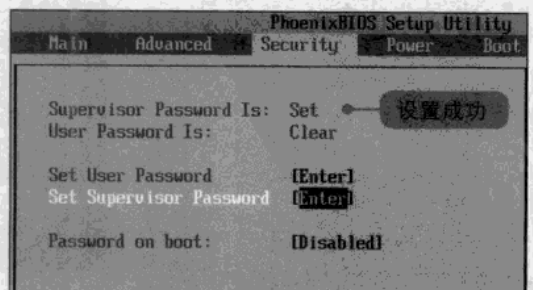 PhoenixBIOS Setup Utility
Main Advanced Security Power Boot
Supervisor Password Is: Set 设置成功
User Password Is: Clear
Set User Password [Enter]
Set Supervisor Password [Enter]
Password on boot: [Disabled]